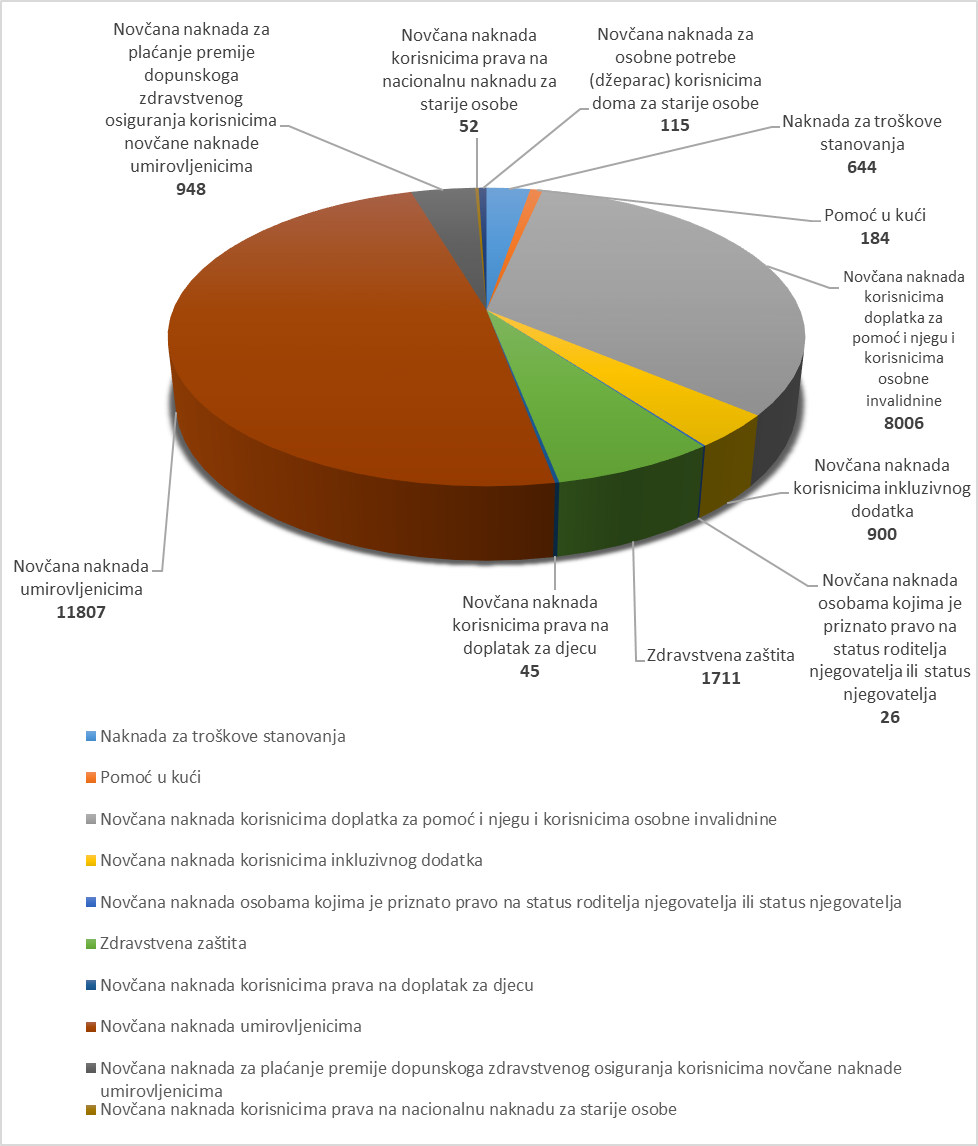 Novčana naknada za
plaćanje premije
dopunskoga
zdravstvenog
osiguranja korisnicima
novčane naknade
umirovljenicima
948
Novčana naknada
korisnicima prava na
nacionalnu naknadu za
starije osobe
52
Novčana naknada za
osobne potrebe
(džeparac) korisnicima
doma za starije osobe
115
Naknada za troškove
stanovanja
644
Pomoć u kući
184
Novčana naknada
korisnicima
doplatka za
pomoć i njegu i
korisnicima
osobne
invalidnine
8006
Novčana naknada
korisnicima inkluzivnog
dodatka
900
Novčana naknada
osobama kojima je
priznato pravo na
status roditelja
njegovatelja ili status
njegovatelja
26
Zdravstvena zaštita
1711
Novčana naknada
korisnicima prava na
doplatak za djecu
45
Novčana naknada
umirovljenicima
11807
Naknada za troškove stanovanja
Pomoć u kući
Novčana naknada korisnicima doplatka za pomoć i njegu i korisnicima osobne invalidnine
Novčana naknada korisnicima inkluzivnog dodatka
Novčana naknada osobama kojima je priznato pravo na status roditelja njegovatelja ili status njegovatelja
Zdravstvena zaštita
Novčana naknada korisnicima prava na doplatak za djecu
Novčana naknada umirovljenicima
Novčana naknada za plaćanje premije dopunskoga zdravstvenog osiguranja korisnicima novčane naknade
umirovljenicima
Novčana naknada korisnicima prava na nacionalnu naknadu za starije osobe